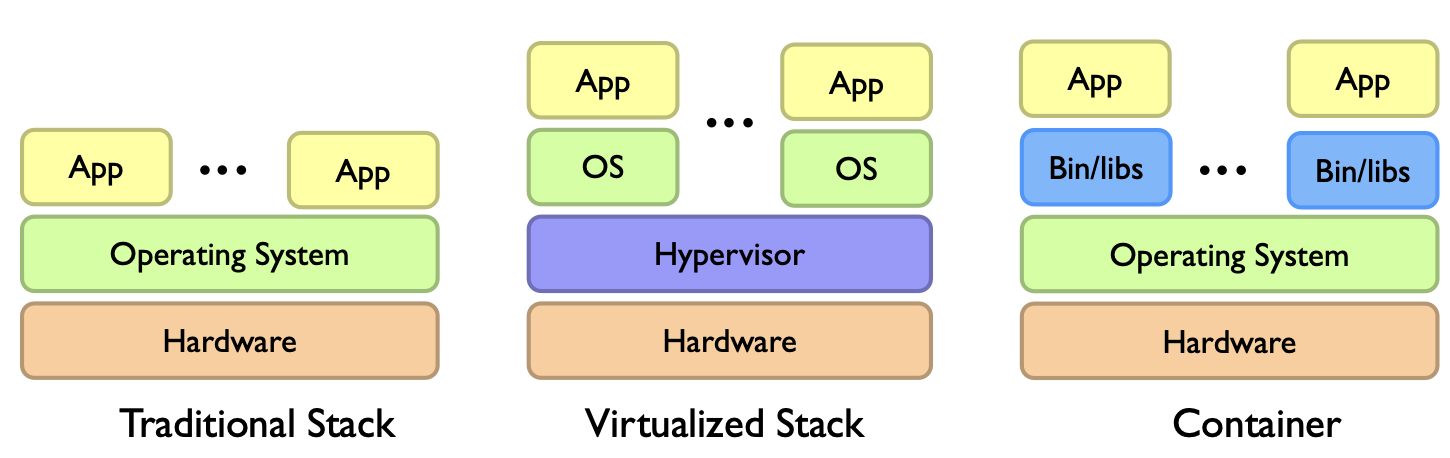 App
...
App
Operating System
Hardware
Traditional Stack
App
...
App
OS
OS
Hypervisor
Hardware
Virtualized Stack
App
App
Bin/libs
...
Bin/libs
Operating System
Hardware
Container